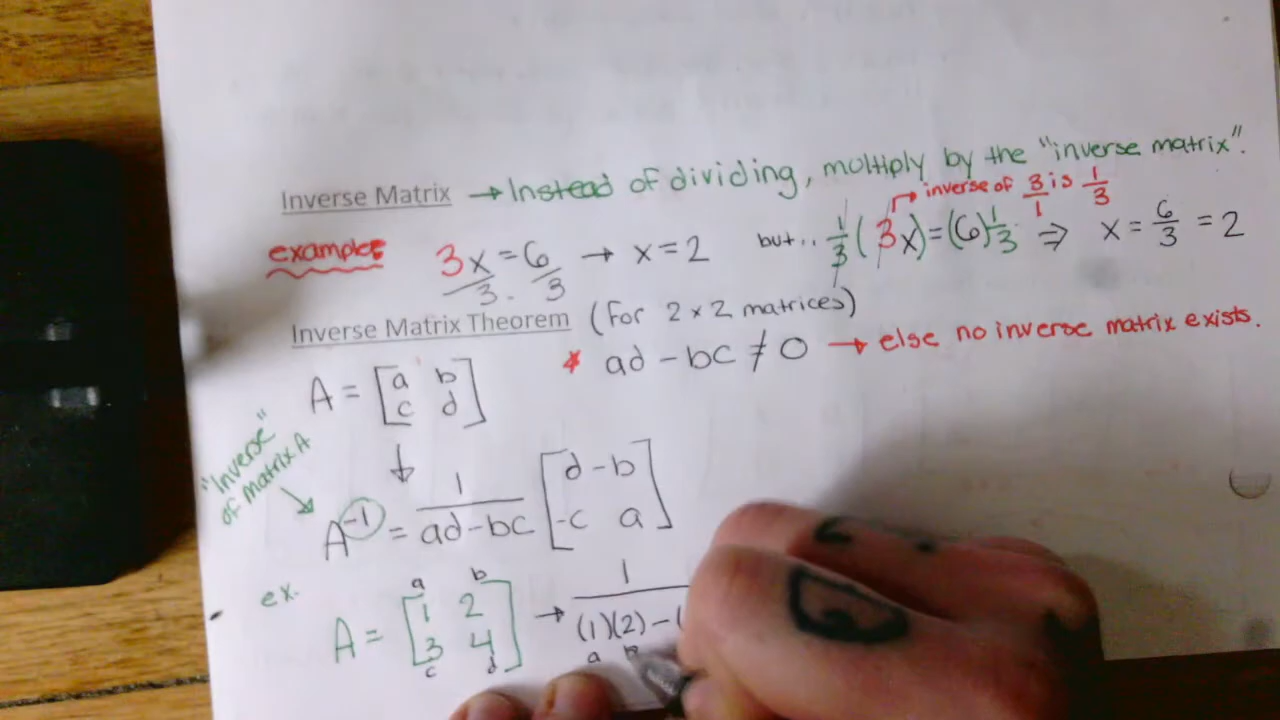 Inverse Matrix → Instead of dividing, multiply by the "inverse matrix".
→ inverse of 3/1 is 1/3
example: 3x/3 = 6/3 → x = 2 but.. 1/3 (3x) = (6) 1/3 ⇒ x = 6/3 = 2
Inverse Matrix Theorem (for 2 × 2 matrices)
* ad - bc ≠ 0 → else no inverse matrix exists.
A = [a b
c d]
↓
"Inverse" of matrix A
A⁻¹ = 1/(ad-bc) [d -b
-c a]
ex.
a b
A = [1 2 → 1/((1)(2) - (
3 4]
c d a b